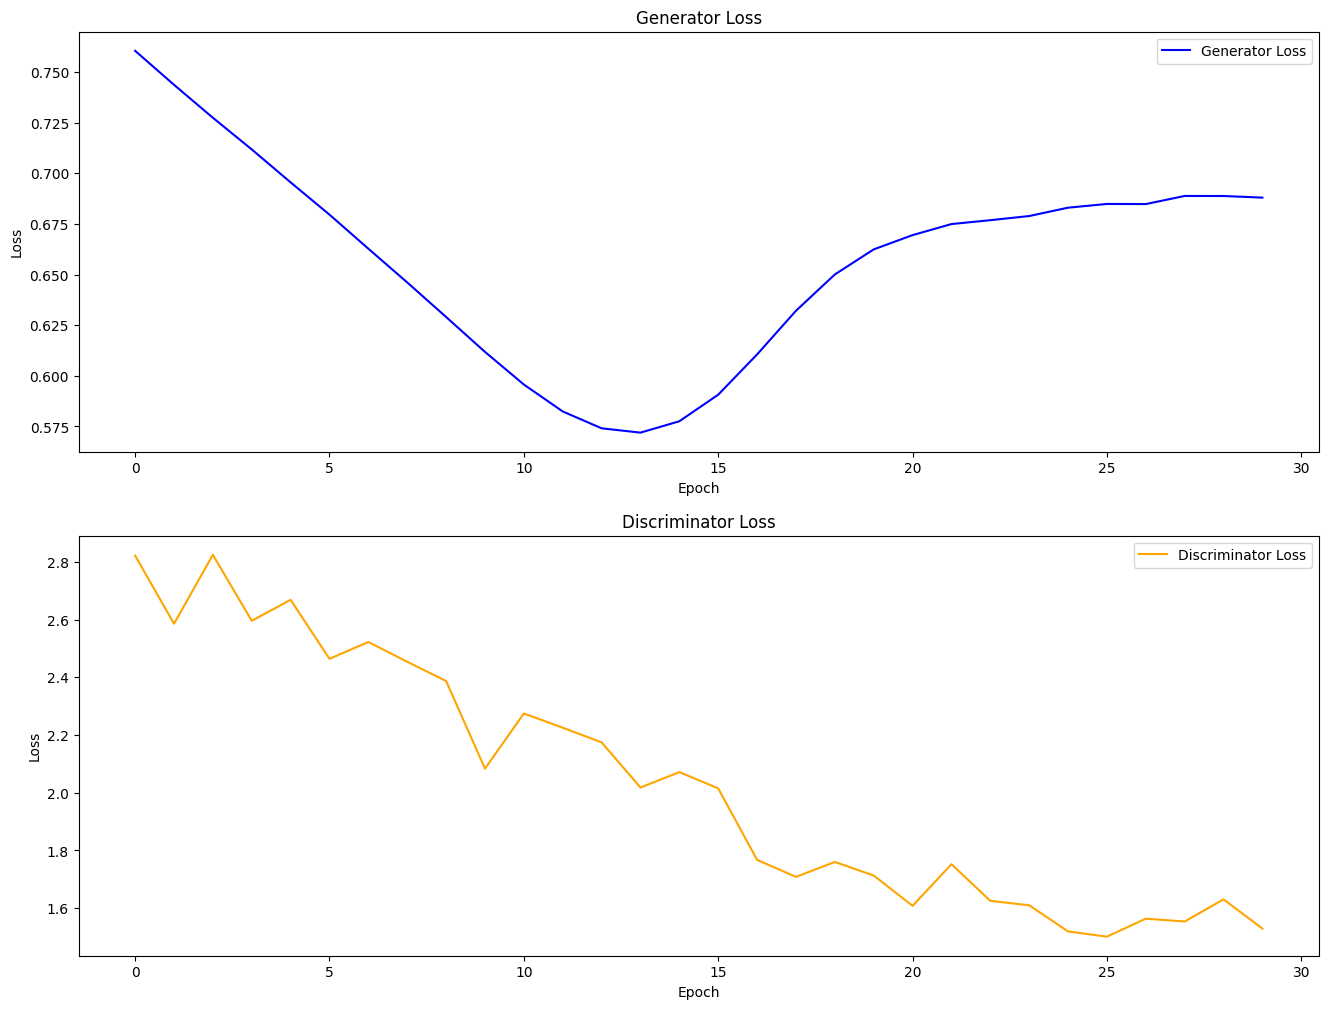 Generator Loss
Generator Loss
0.750
0.725
0.700
0.675
0.650
0.625
0.600
0.575
Loss
0 5 10 15 20 25 30
Epoch
Discriminator Loss
Discriminator Loss
2.8
2.6
2.4
2.2
2.0
1.8
1.6
Loss
0 5 10 15 20 25 30
Epoch